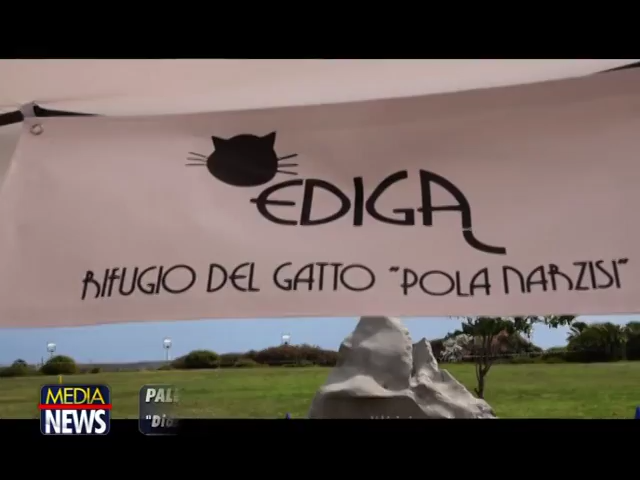 EDIGA
RIFUGIO DEL GATTO "POLA NARZISI"
MEDIA
NEWS